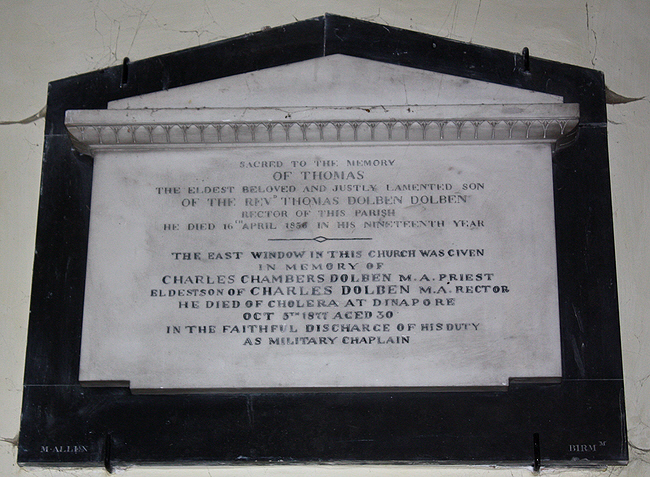 SACRED TO THE MEMORY
OF THOMAS
THE ELDEST BELOVED AND JUSTLY LAMENTED SON
OF THE REVD THOMAS DOLBEN DOLBEN
RECTOR OF THIS PARISH
HE DIED 16TH APRIL IN HIS NINETEENTH YEAR
THE EAST WINDOW IN THIS CHURCH WAS GIVEN
IN MEMORY OF
CHARLES CHAMBERS DOLBEN M.A. PRIEST
ELDEST SON OF CHARLES DOLBEN M.A. RECTOR
HE DIED OF CHOLERA AT DINAPORE
OCT 5TH 1877 AGED 30
IN THE FAITHFUL DISCHARGE OF HIS DUTY
AS MILITARY CHAPLAIN
M·ALLEN
BIRM M